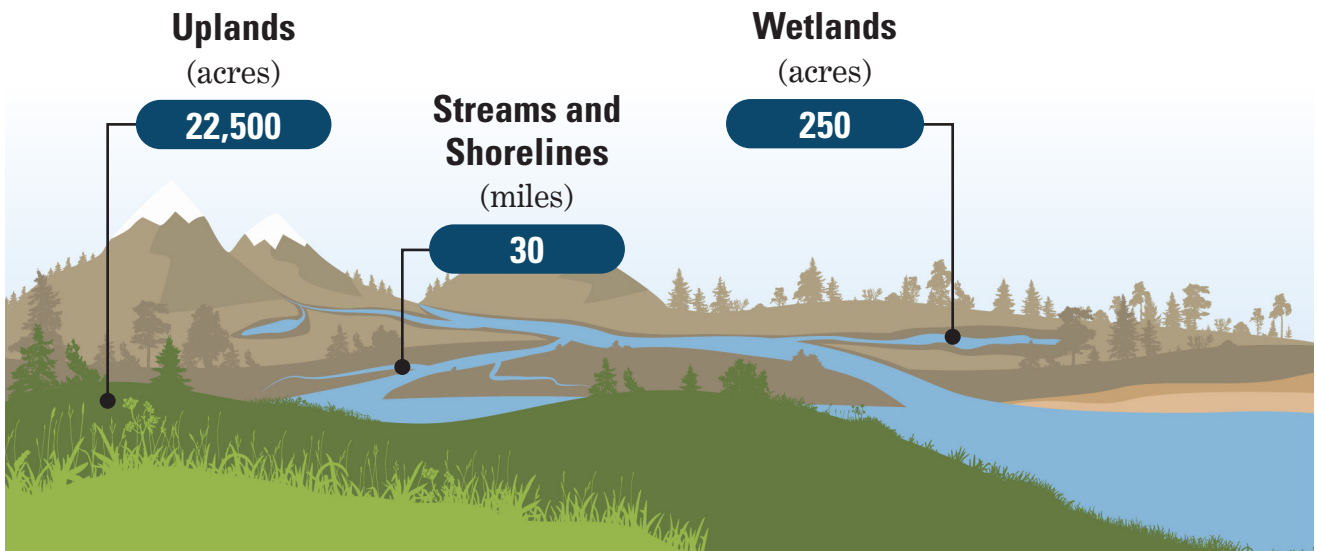 Uplands
(acres)
22,500
Streams and
Shorelines
(miles)
30
Wetlands
(acres)
250